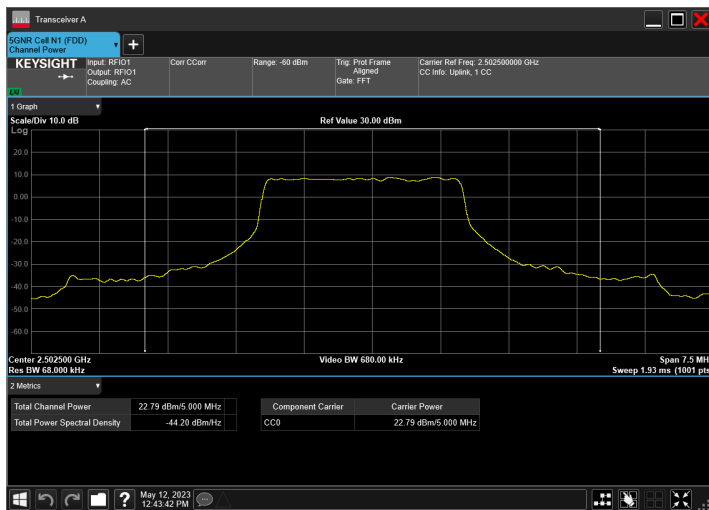 Transceiver A
5GNR Cell N1 (FDD)
Channel Power
KEYSIGHT
LXI
Input: RFIO1
Output: RFIO1
Coupling: AC
Corr CCorr
Range: -60 dBm
Trig: Prot Frame
Aligned
Gate: FFT
Carrier Ref Freq: 2.502500000 GHz
CC Info: Uplink, 1 CC
1 Graph
Scale/Div 10.0 dB
Ref Value 30.00 dBm
Log
20.0
10.0
0.00
-10.0
-20.0
-30.0
-40.0
-50.0
-60.0
Center 2.502500 GHz
Video BW 680.00 kHz
Span 7.5 MH
Res BW 68.000 kHz
Sweep 1.93 ms (1001 pts
2 Metrics
Total Channel Power 22.79 dBm/5.000 MHz
Total Power Spectral Density -44.20 dBm/Hz
Component Carrier Carrier Power
CC0 22.79 dBm/5.000 MHz
?
May 12, 2023
12:43:42 PM